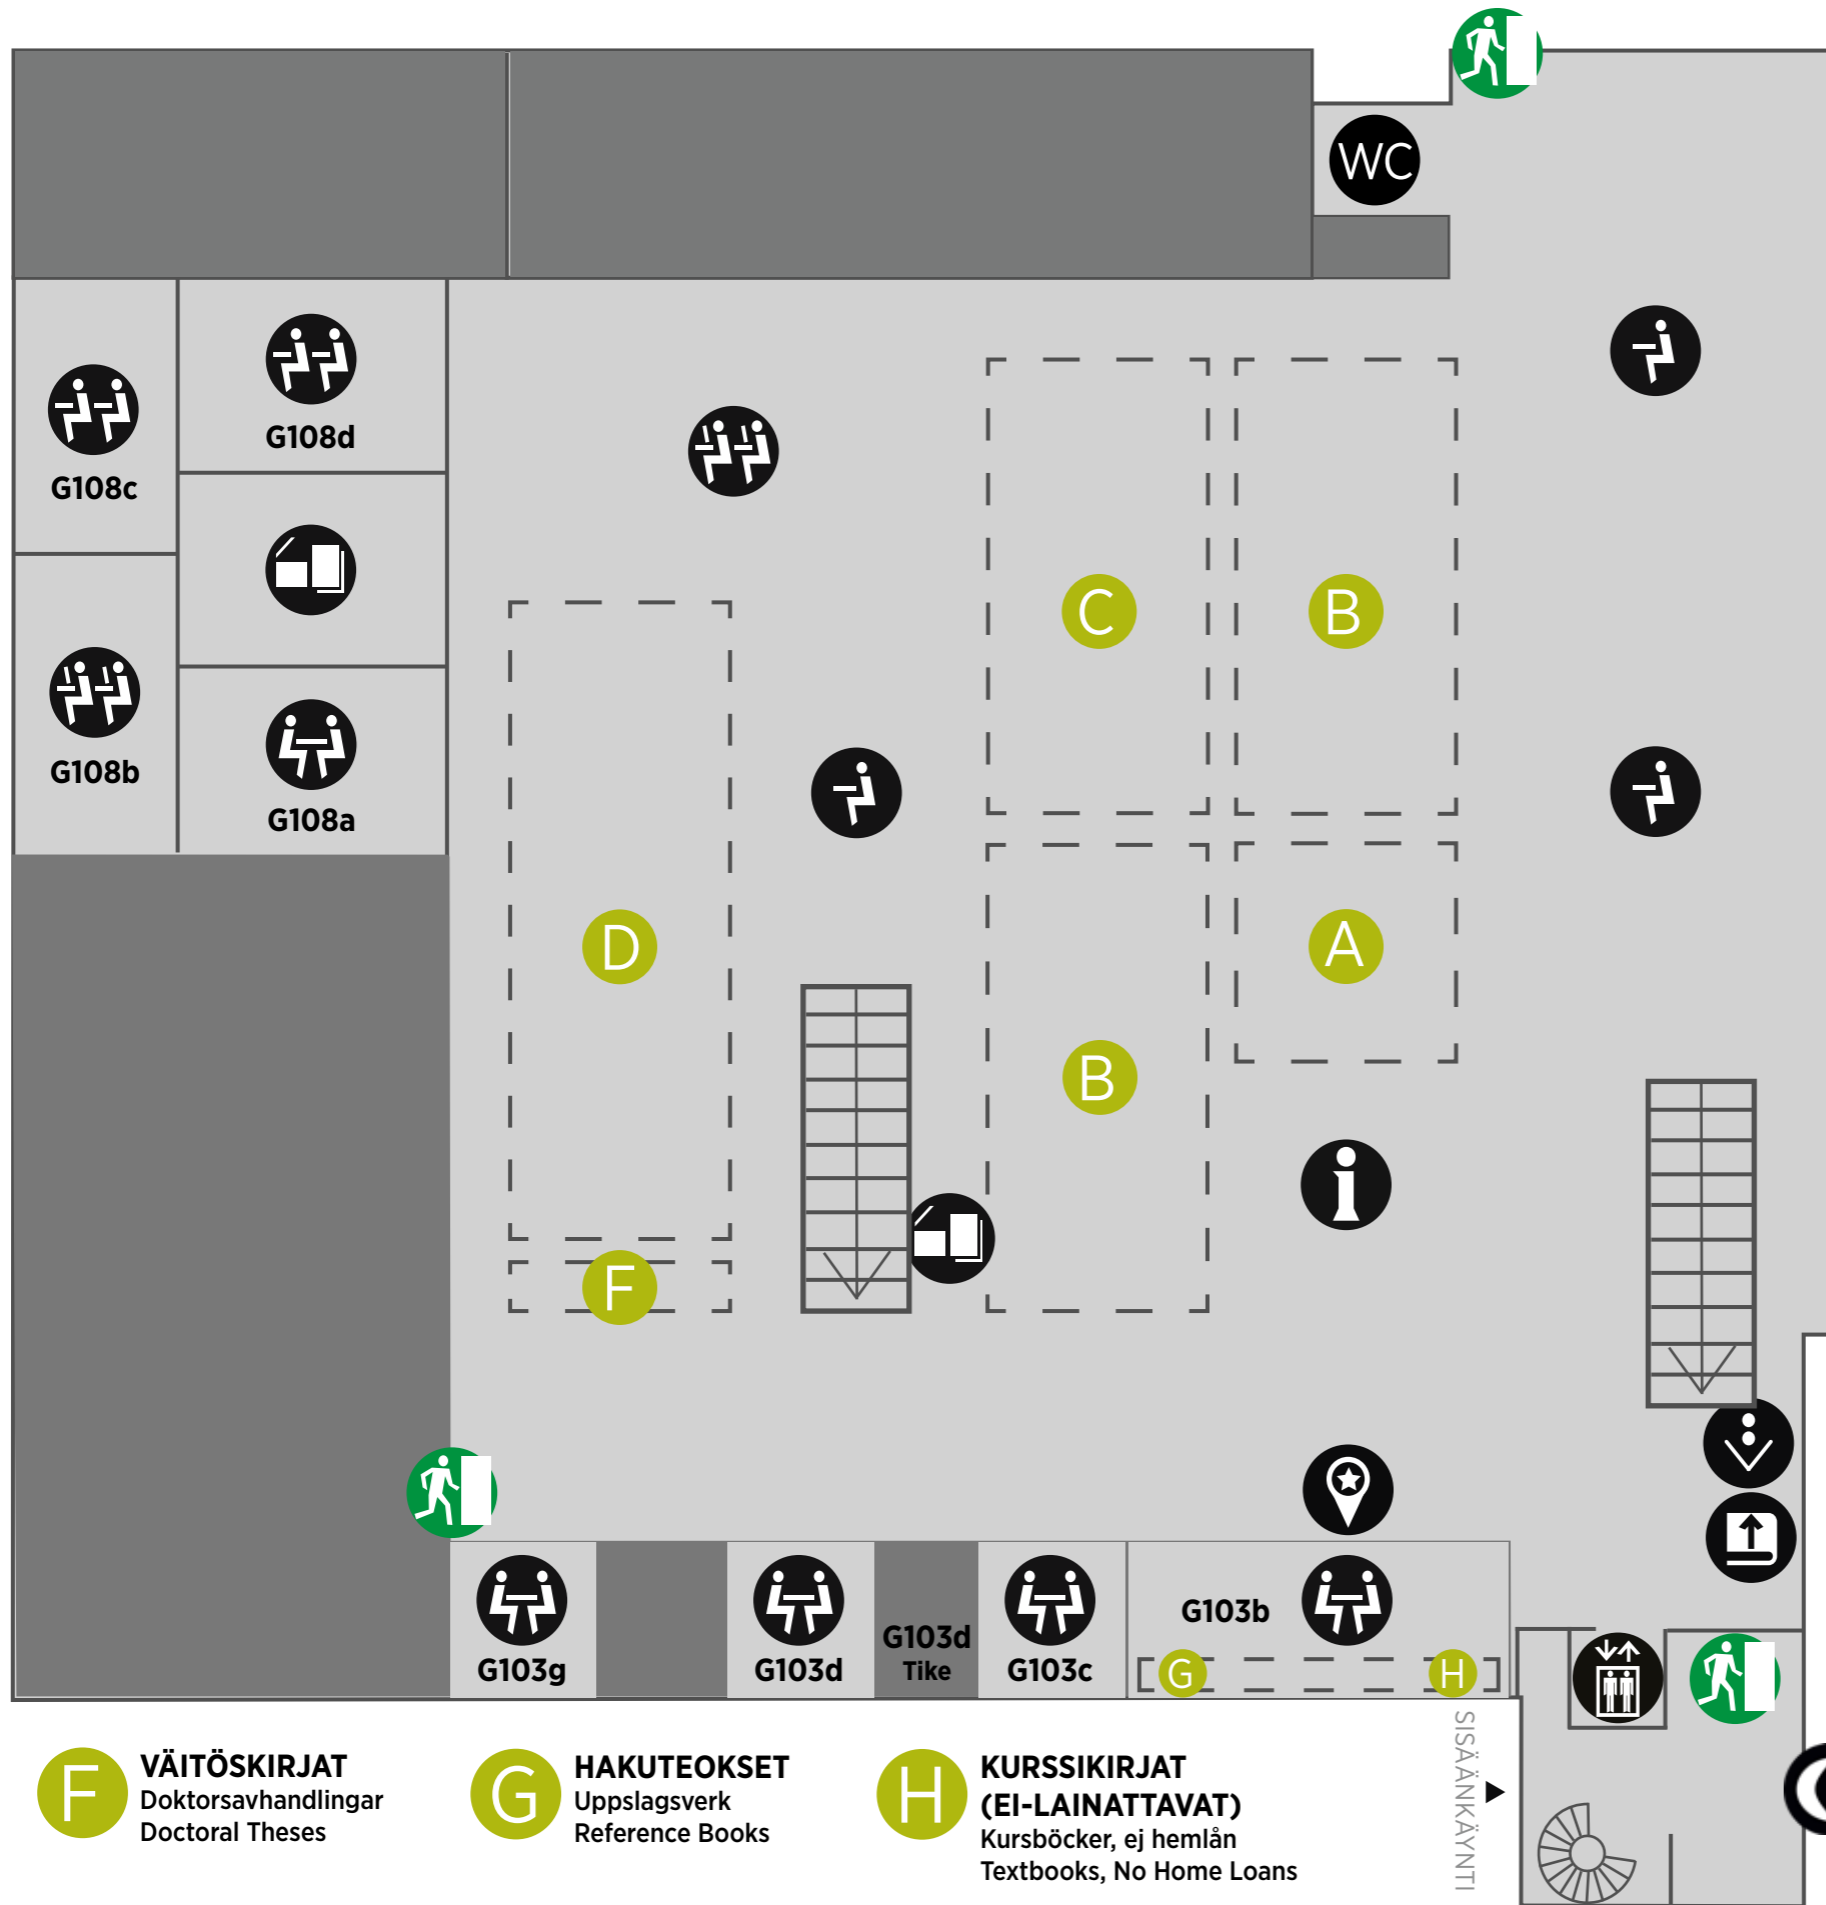 WC
G108d
G108c
C
B
G108b
G108a
D
A
B
F
G103b
G103d
Tike
G103g
G103d
G103c
G
H
SISÄÄNKÄYNTI
F
VÄITÖSKIRJAT
Doktorsavhandlingar
Doctoral Theses
G
HAKUTEOKSET
Uppslagsverk
Reference Books
H
KURSSIKIRJAT
(EI-LAINATTAVAT)
Kursböcker, ej hemlån
Textbooks, No Home Loans